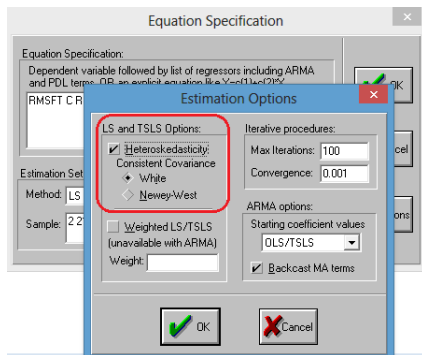 Equation Specification
Equation Specification:
Dependent variable followed by list of regressors including ARMA
and PDL terms, OR an explicit equation like Y=c(1)+c(2)*X
RMSFT C R
OK
cel
Estimation Set
Method: LS
Sample: 2 2
ons
Estimation Options
LS and TSLS Options:
Heteroskedasticity
Consistent Covariance
White
Newey-West
Weighted LS/TSLS
(unavailable with ARMA)
Weight:
Iterative procedures:
Max Iterations: 100
Convergence: 0.001
ARMA options:
Starting coefficient values
OLS/TSLS
Backcast MA terms
OK
Cancel